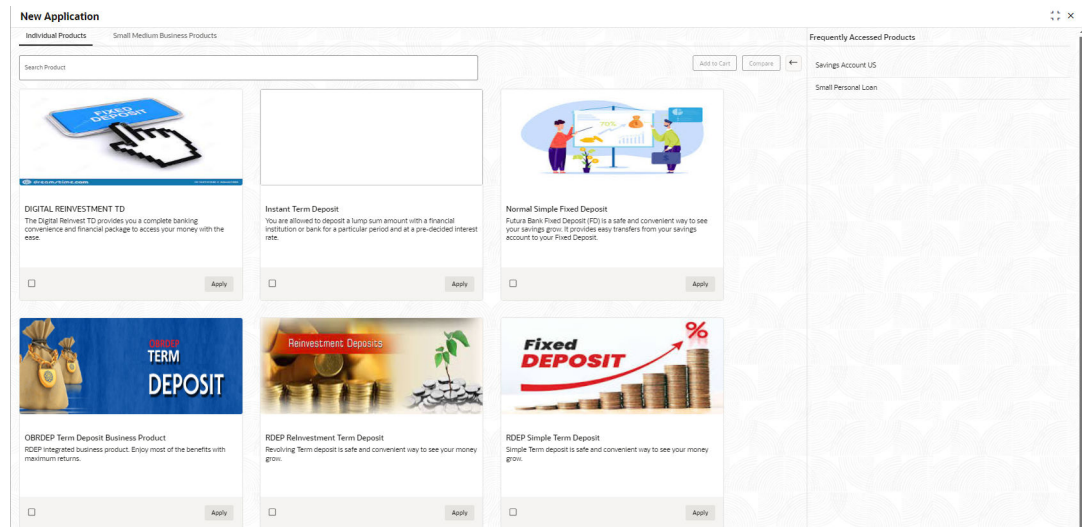 New Application
Individual Products
Small Medium Business Products
Frequently Accessed Products
Search Product
Add to Cart
Compare
Savings Account US
Small Personal Loan
FIXED
DEPOSIT
70%
DIGITAL REINVESTMENT TD
The Digital Reinvest TD provides you a complete banking
convenience and financial package to access your money with the
ease.
Apply
Instant Term Deposit
You are allowed to deposit a lump sum amount with a financial
institution or bank for a particular period and at a pre-decided interest
rate.
Apply
Normal Simple Fixed Deposit
Futura Bank Fixed Deposit (FD) is a safe and convenient way to see
your savings grow. It provides easy transfers from your savings
account to your Fixed Deposit.
Apply
OBRDEP
TERM
DEPOSIT
Reinvestment Deposits
Fixed
DEPOSIT
%
OBRDEP Term Deposit Business Product
RDEP Integrated business product. Enjoy most of the benefits with
maximum returns.
Apply
RDEP ReInvestment Term Deposit
Revolving Term deposit is safe and convenient way to see your money
grow.
Apply
RDEP Simple Term Deposit
Simple Term deposit is safe and convenient way to see your money
grow.
Apply